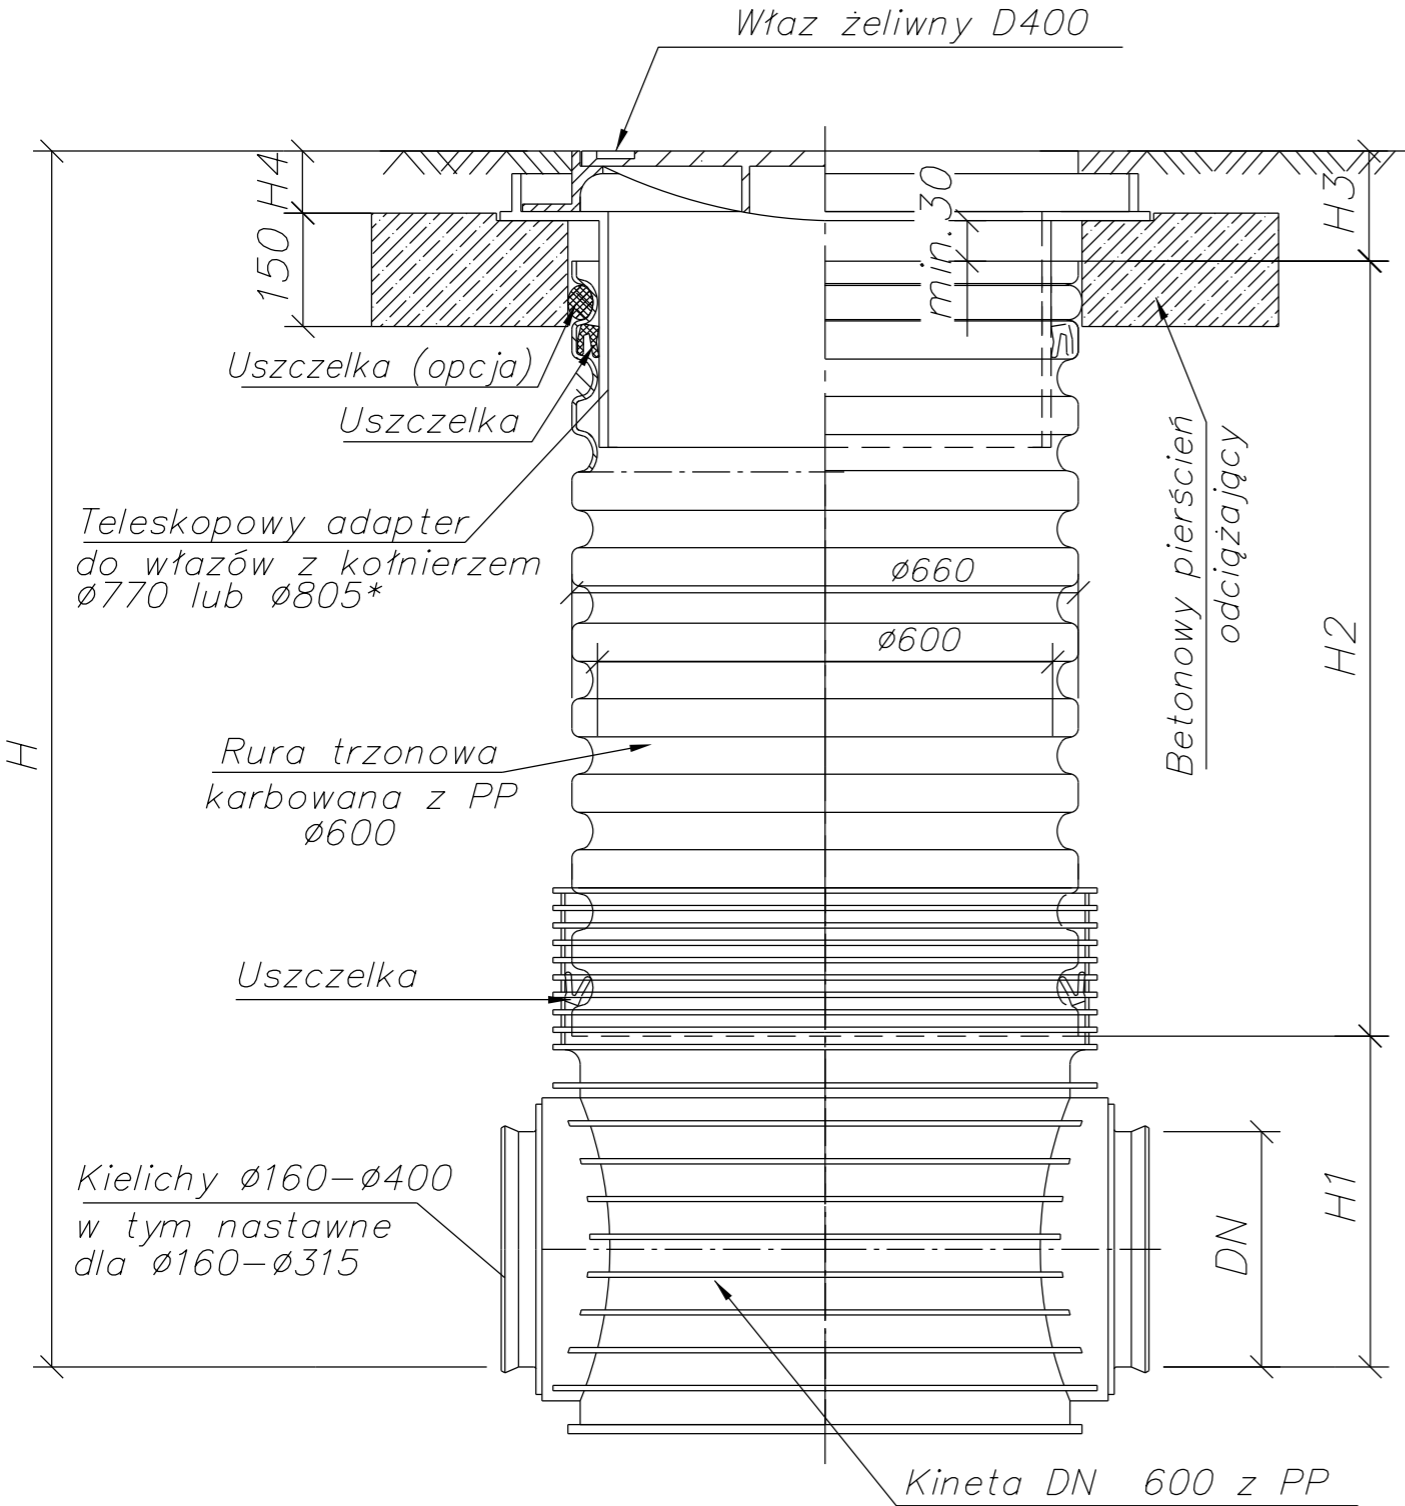 Właz żeliwny D400
H4
150
min.30
H3
Uszczelka (opcja)
Uszczelka
Teleskopowy adapter
do włazów z kołnierzem
ø770 lub ø805*
Betonowy pierścień
odciążający
ø660
ø600
H2
H
Rura trzonowa
karbowana z PP
ø600
Uszczelka
Kielichy ø160–ø400
w tym nastawne
dla ø160–ø315
DN
H1
Kineta DN 600 z PP